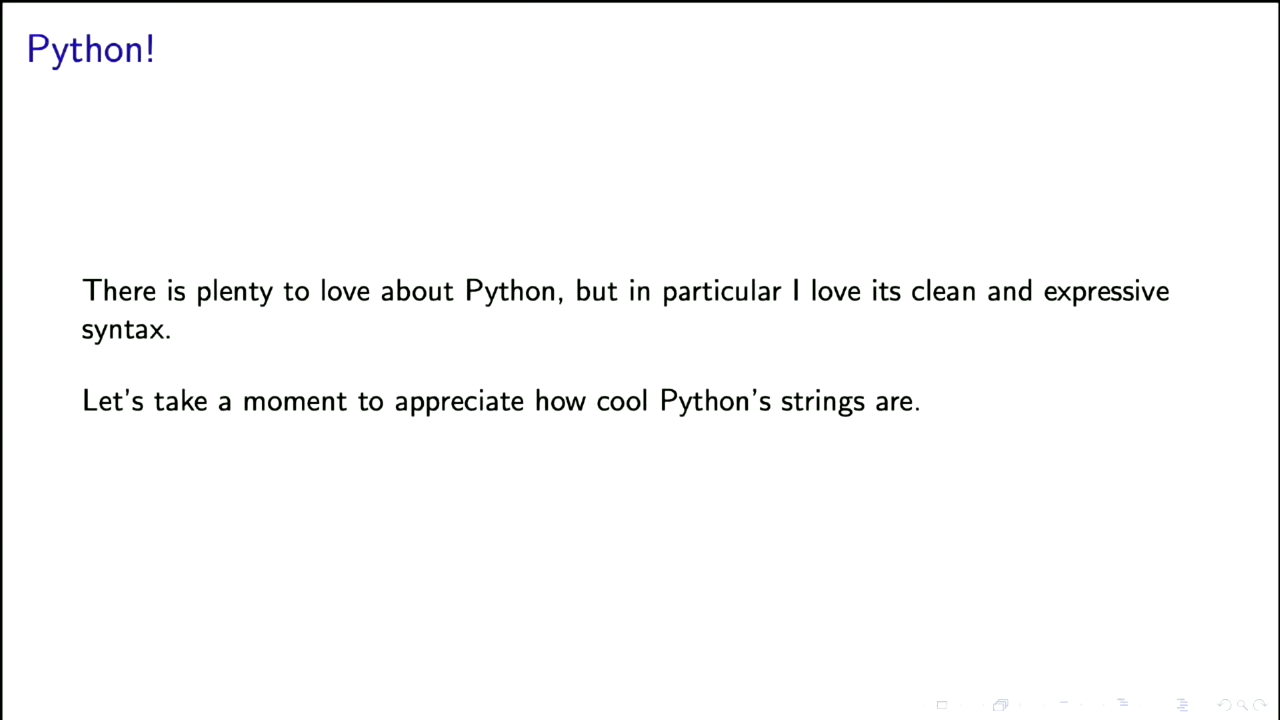 Python!
There is plenty to love about Python, but in particular I love its clean and expressive
syntax.
Let's take a moment to appreciate how cool Python's strings are.